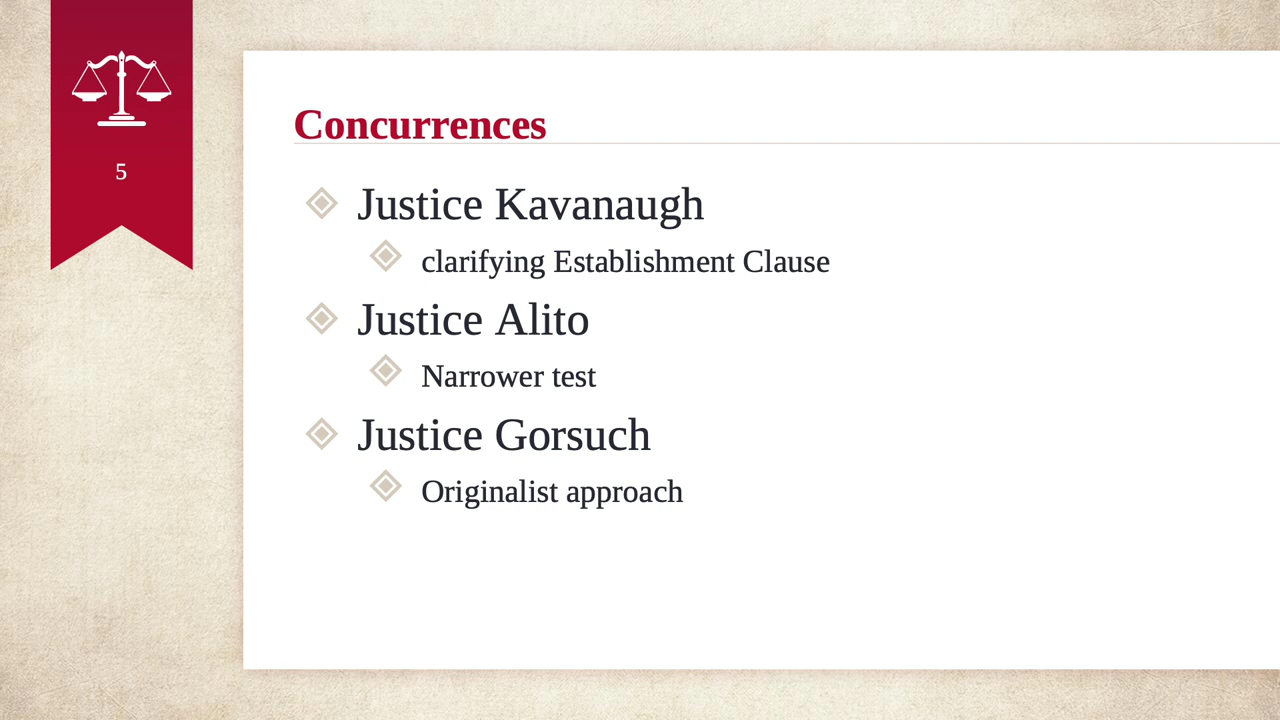 5
Concurrences
Justice Kavanaugh
clarifying Establishment Clause
Justice Alito
Narrower test
Justice Gorsuch
Originalist approach